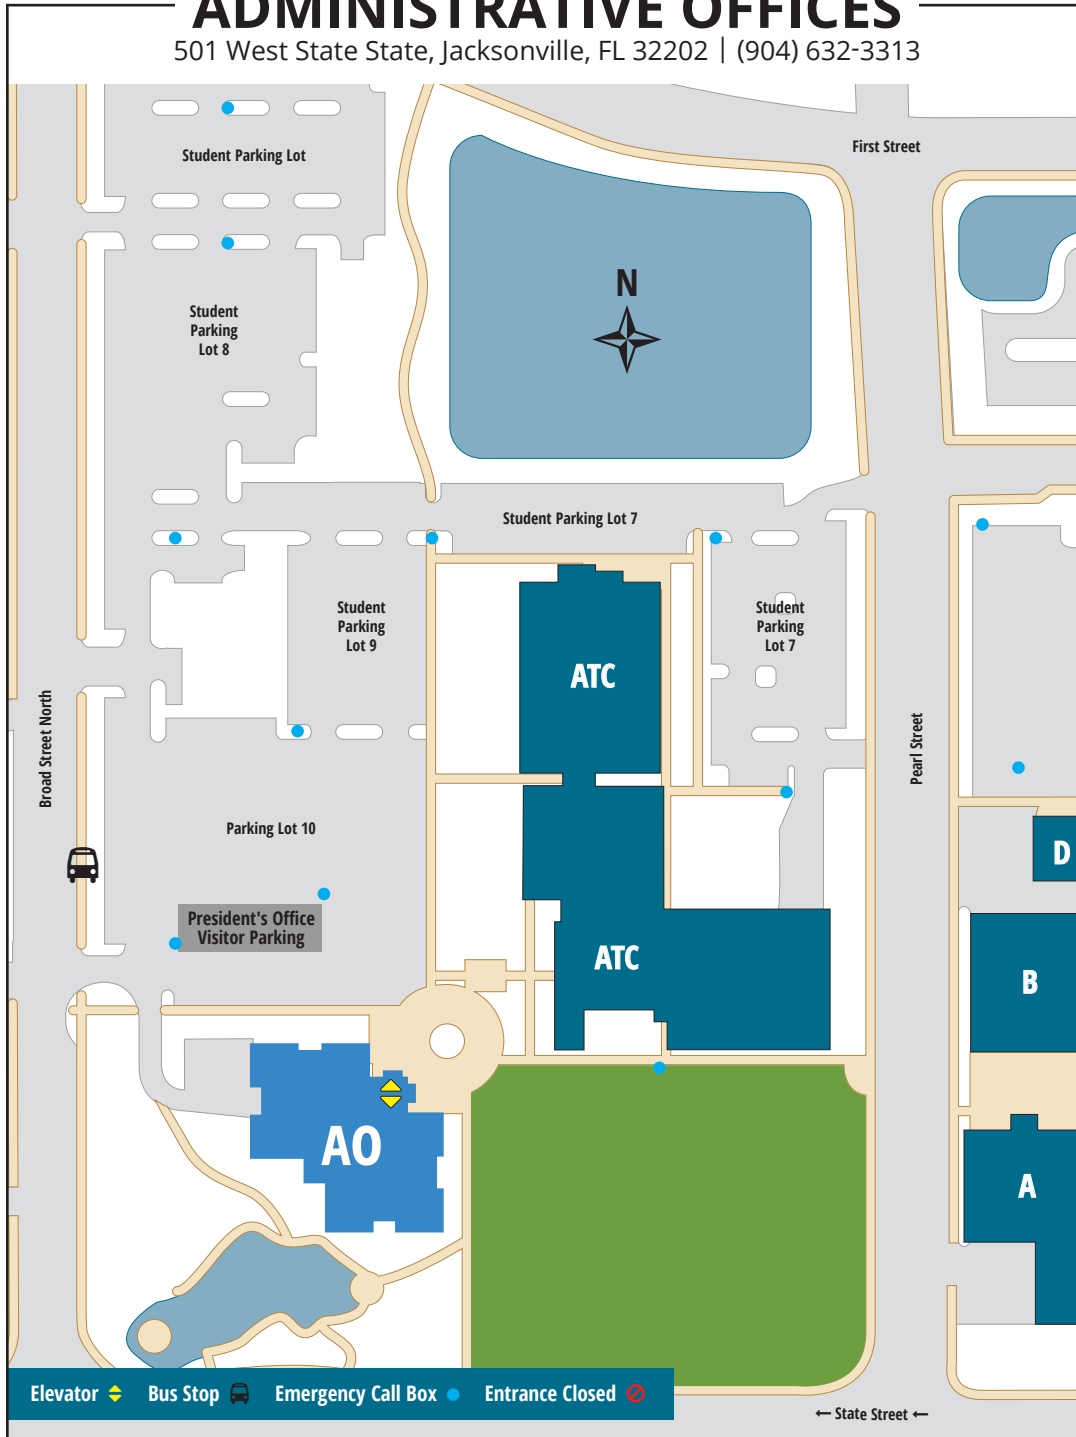 ADMINISTRATIVE OFFICES
501 West State State, Jacksonville, FL 32202 | (904) 632-3313
First Street
Student Parking Lot
N
Student
Parking
Lot 8
Student Parking Lot 7
Student
Parking
Lot 9
Student
Parking
Lot 7
ATC
Broad Street North
Pearl Street
Parking Lot 10
D
President's Office
Visitor Parking
ATC
B
AO
A
Elevator Bus Stop Emergency Call Box Entrance Closed
← State Street ←